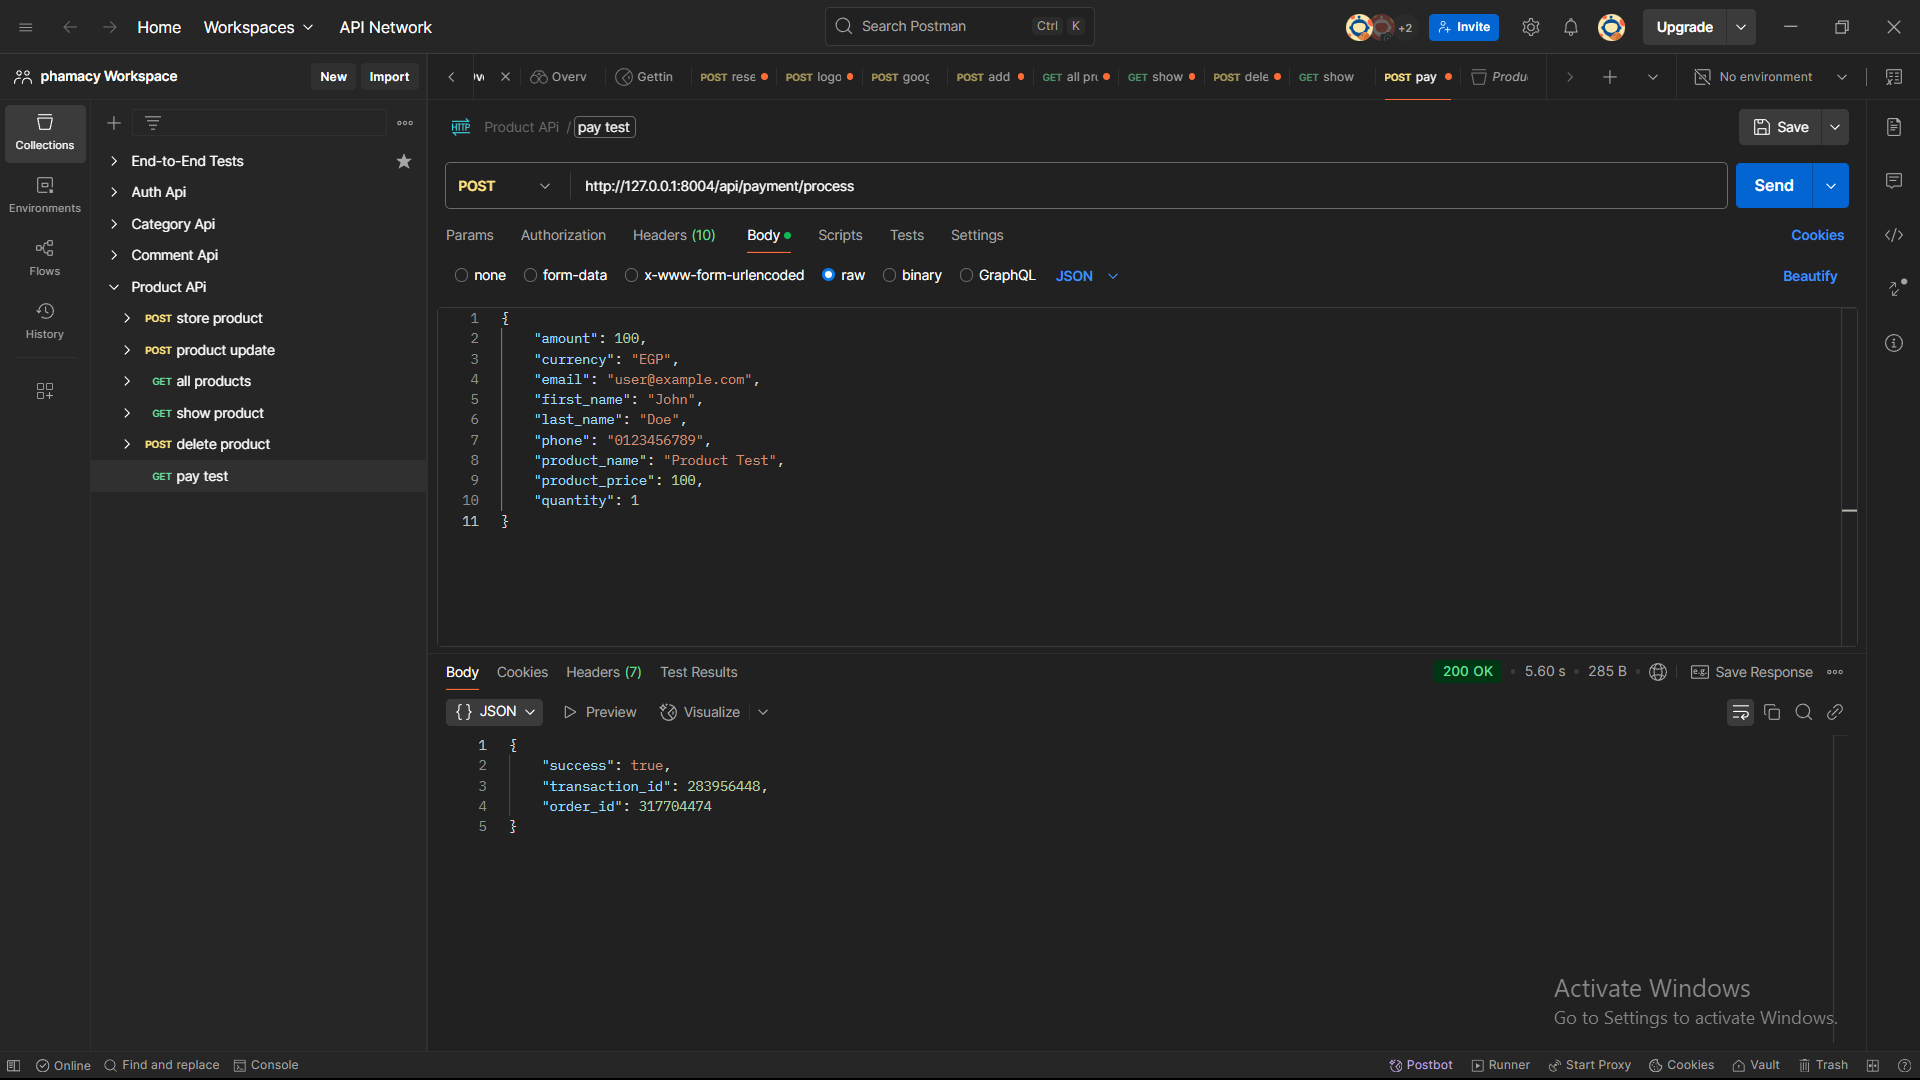 Home
Workspaces
API Network
Search Postman
Ctrl K
+2
Invite
Upgrade
phamacy Workspace
New
Import
Overv
Gettin
POST rese
POST logo
POST goog
POST add
GET all pr
GET show
POST dele
GET show
POST pay
Produ
No environment
Collections
Environments
Flows
History
End-to-End Tests
Auth Api
Category Api
Comment Api
Product APi
POST store product
POST product update
GET all products
GET show product
POST delete product
GET pay test
HTTP Product APi / pay test
Save
POST
http://127.0.0.1:8004/api/payment/process
Send
Params
Authorization
Headers (10)
Body
Scripts
Tests
Settings
Cookies
none
form-data
x-www-form-urlencoded
raw
binary
GraphQL
JSON
Beautify
1 {
2 "amount": 100,
3 "currency": "EGP",
4 "email": "user@example.com",
5 "first_name": "John",
6 "last_name": "Doe",
7 "phone": "0123456789",
8 "product_name": "Product Test",
9 "product_price": 100,
10 "quantity": 1
11 }
Body
Cookies
Headers (7)
Test Results
200 OK
5.60 s
285 B
e.g. Save Response
{} JSON
Preview
Visualize
1 {
2 "success": true,
3 "transaction_id": 283956448,
4 "order_id": 317704474
5 }
Activate Windows
Go to Settings to activate Windows.
Online
Find and replace
Console
Postbot
Runner
Start Proxy
Cookies
Vault
Trash